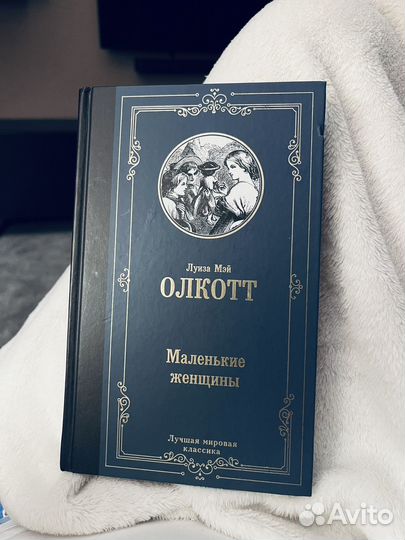 Луиза Мэй
ОЛКОТТ
Маленькие
женщины
Лучшая мировая
классика
Avito